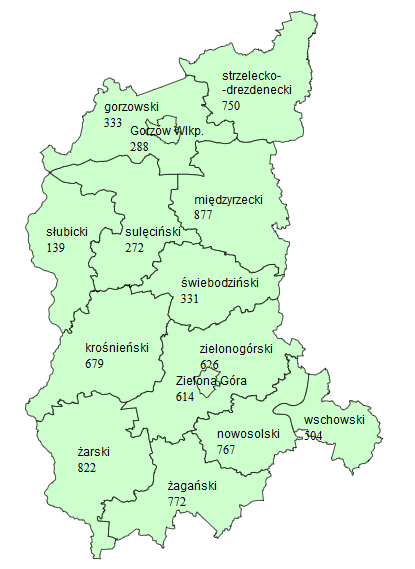 strzelecko-
-drezdenecki
750
gorzowski
333
Gorzów Wlkp.
288
międzyrzecki
877
słubicki
139
sulęciński
272
świebodziński
331
krośnieński
679
zielonogórski
626
Zielona Góra
614
wschowski
304
nowosolski
767
żarski
822
żagański
772